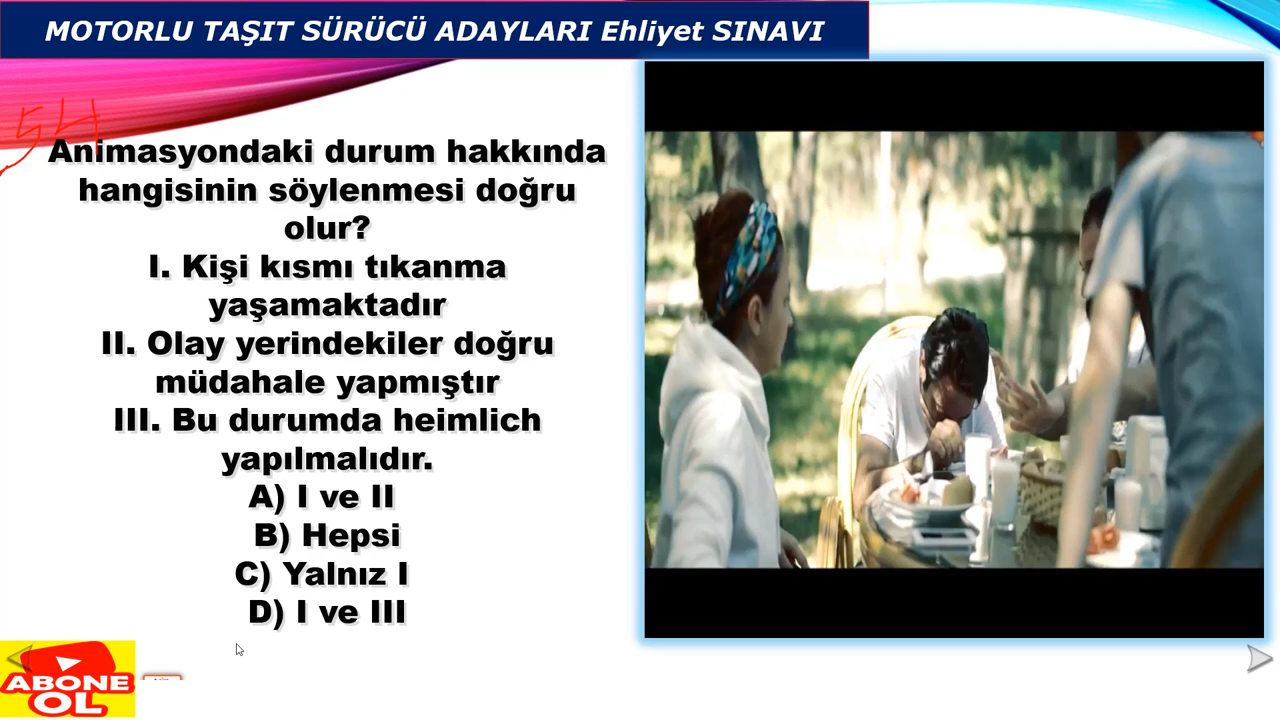 MOTORLU TAŞIT SÜRÜCÜ ADAYLARI Ehliyet SINAVI
54
Animasyondaki durum hakkında
hangisinin söylenmesi doğru
olur?
I. Kişi kısmı tıkanma
yaşamaktadır
II. Olay yerindekiler doğru
müdahale yapmıştır
III. Bu durumda heimlich
yapılmalıdır.
A) I ve II
B) Hepsi
C) Yalnız I
D) I ve III
ABONE
OL